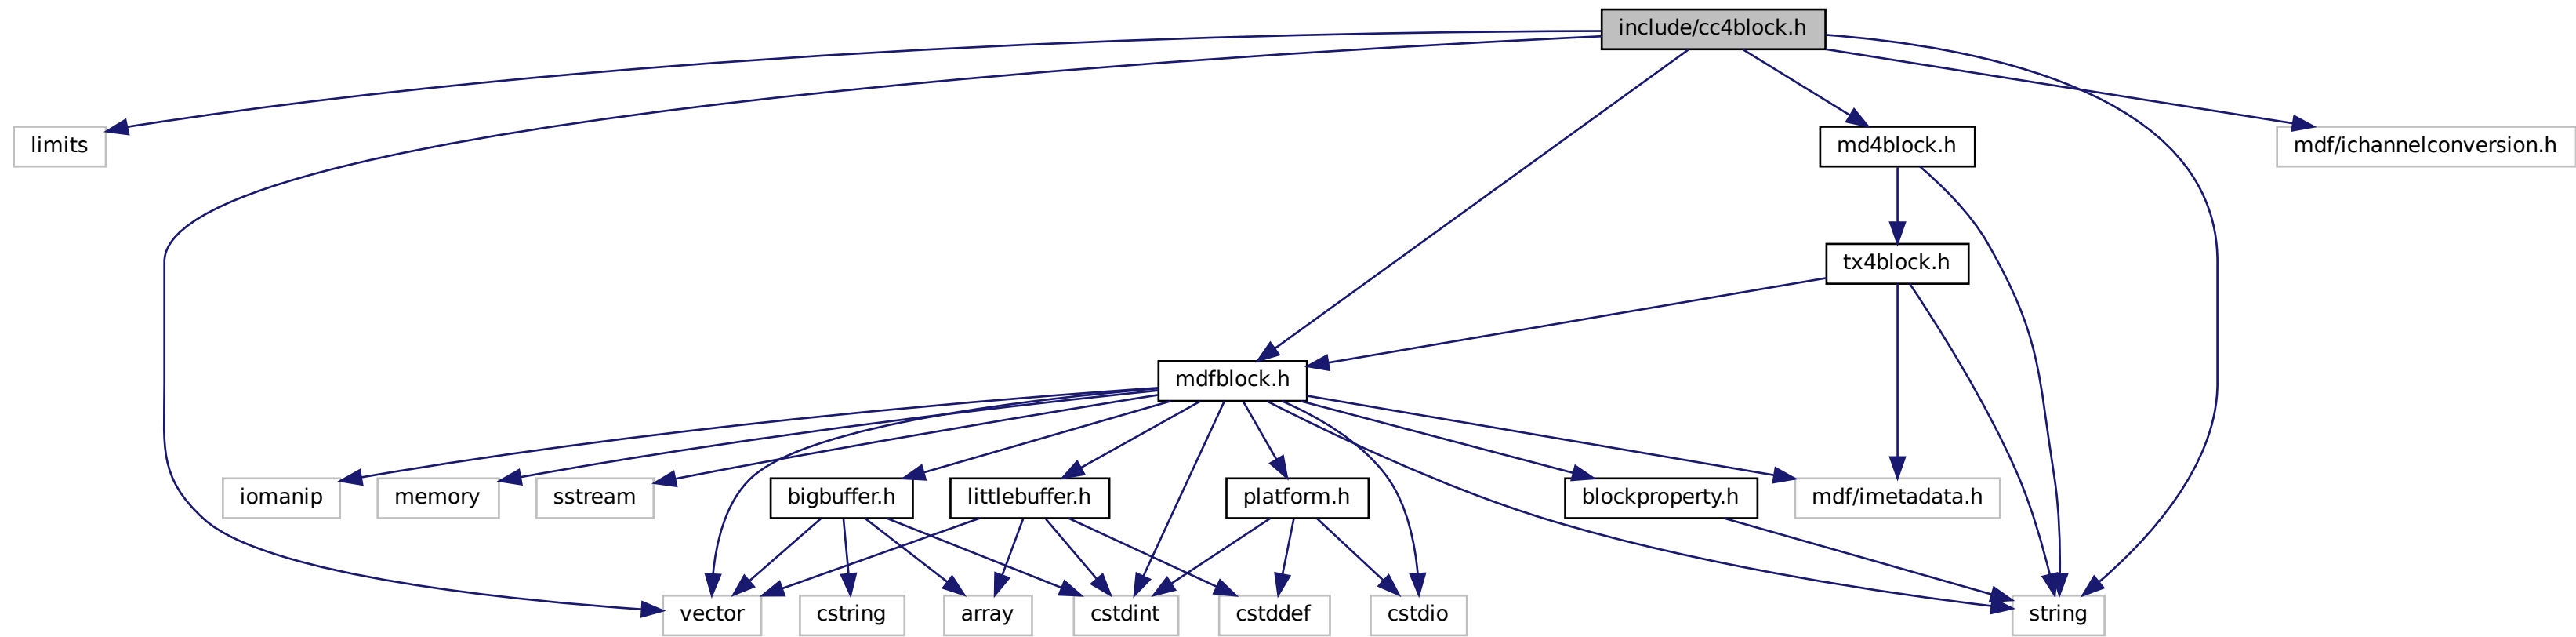 include/cc4block.h
limits
md4block.h
mdf/ichannelconversion.h
tx4block.h
mdfblock.h
iomanip
memory
sstream
bigbuffer.h
littlebuffer.h
platform.h
blockproperty.h
mdf/imetadata.h
vector
cstring
array
cstdint
cstddef
cstdio
string